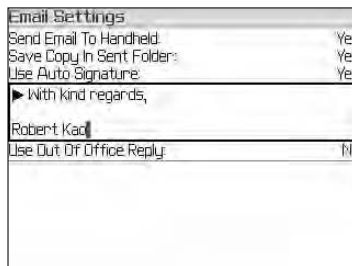 Email Settings
Send Email To Handheld: Ye
Save Copy In Sent Folder: Ye
Use Auto Signature: Ye
▶ With kind regards,
Robert Kao
Use Out Of Office Reply: N